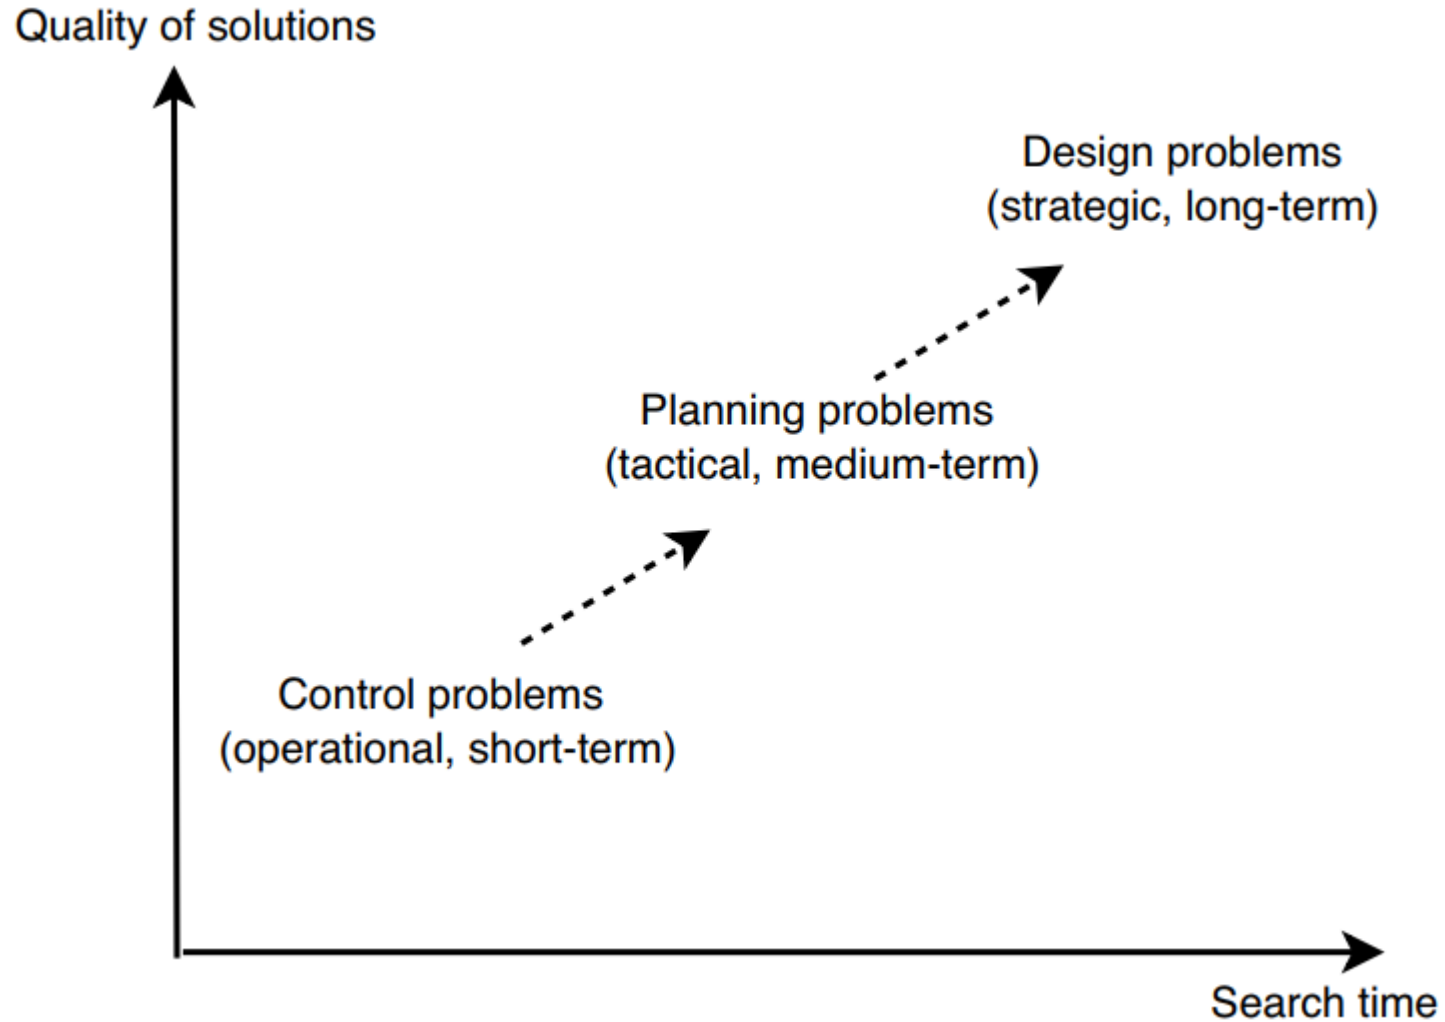 Quality of solutions
Design problems
(strategic, long-term)
Planning problems
(tactical, medium-term)
Control problems
(operational, short-term)
Search time